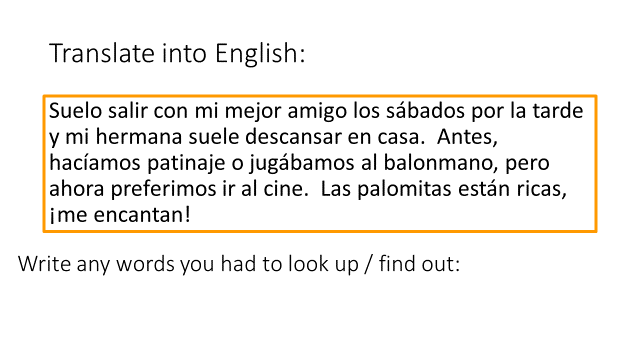 Translate into English:
Suelo salir con mi mejor amigo los sábados por la tarde
y mi hermana suele descansar en casa.  Antes,
hacíamos patinaje o jugábamos al balonmano, pero
ahora preferimos ir al cine.  Las palomitas están ricas,
¡me encantan!
Write any words you had to look up / find out: